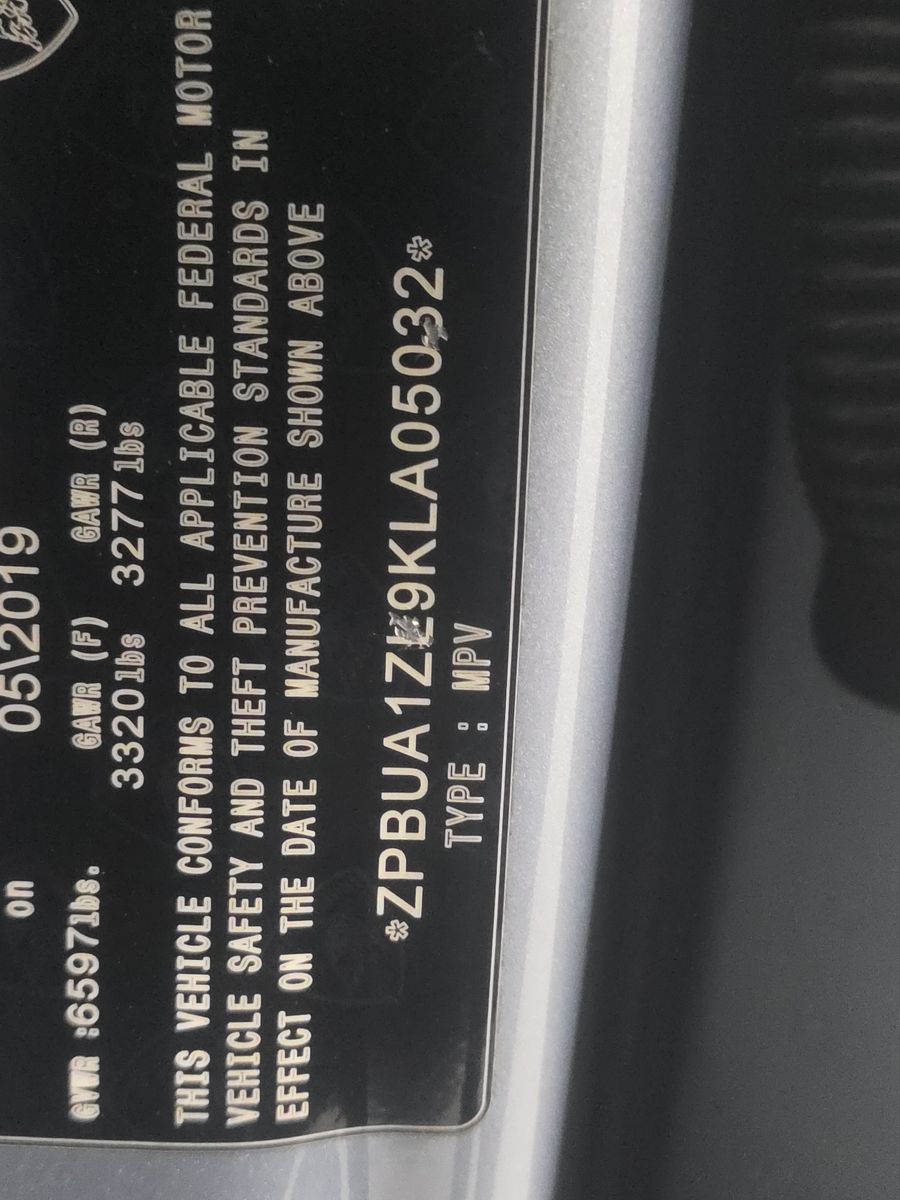 05\2019
on
GVWR :6597lbs.
GAWR (F) GAWR (R)
3320lbs 3277lbs
THIS VEHICLE CONFORMS TO ALL APPLICABLE FEDERAL MOTOR
VEHICLE SAFETY AND THEFT PREVENTION STANDARDS IN
EFFECT ON THE DATE OF MANUFACTURE SHOWN ABOVE
*ZPBUA1ZL9KLA05032*
TYPE : MPV